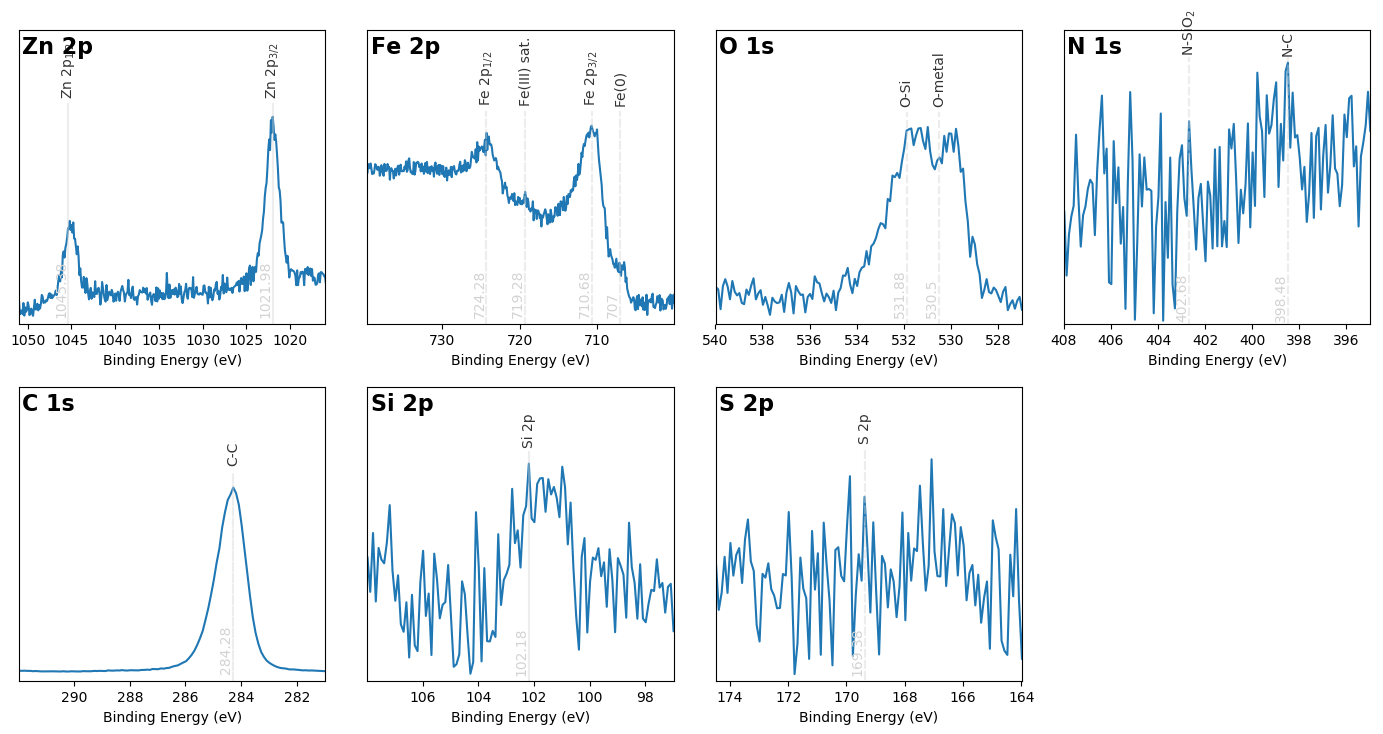 Zn 2p
Zn 2p1/2
Zn 2p3/2
1021.98
1050 1045 1040 1035 1030 1025 1020
Binding Energy (eV)
Fe 2p
Fe 2p1/2
Fe(III) sat.
Fe 2p3/2
Fe(0)
724.28
719.28
710.68
707
730 720 710
Binding Energy (eV)
O 1s
O-Si
O-metal
531.88
530.5
540 538 536 534 532 530 528
Binding Energy (eV)
N 1s
N-SiO2
N-C
402.68
398.48
408 406 404 402 400 398 396
Binding Energy (eV)
C 1s
C-C
284.28
290 288 286 284 282
Binding Energy (eV)
Si 2p
Si 2p
102.18
106 104 102 100 98
Binding Energy (eV)
S 2p
S 2p
169.38
174 172 170 168 166 164
Binding Energy (eV)